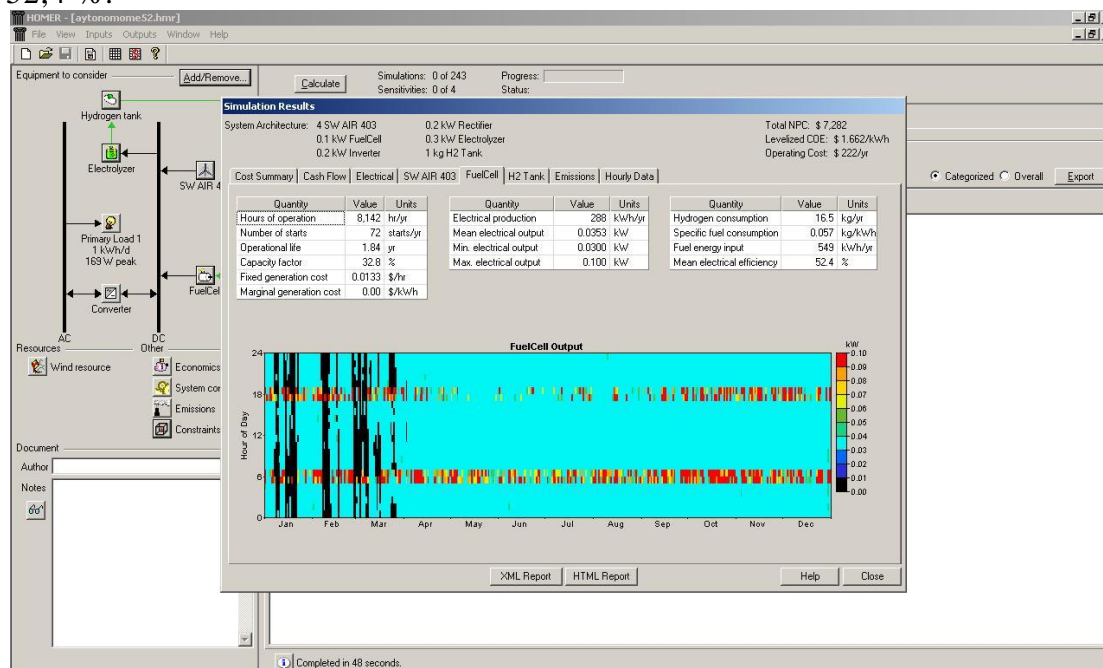 52,4 %.
HOMER - [aytonomome52.hmr]
File View Inputs Outputs Window Help
Equipment to consider
Add/Remove...
Calculate
Simulations: 0 of 243
Progress:
Sensitivities: 0 of 4
Status:
Hydrogen tank
Electrolyzer
SW AIR 4
Primary Load 1
1 kWh/d
169 W peak
FuelCel
Converter
AC
DC
Resources
Other
Wind resource
Economics
System cor
Emissions
Constraints
Document
Author
Notes
Simulation Results
System Architecture: 4 SW AIR 403
0.2 kW Rectifier
Total NPC: $ 7,282
0.1 kW FuelCell
0.3 kW Electrolyzer
Levelized COE: $ 1.662/kWh
0.2 kW Inverter
1 kg H2 Tank
Operating Cost: $ 222/yr
Cost Summary Cash Flow Electrical SW AIR 403 FuelCell H2 Tank Emissions Hourly Data
Categorized Overall Export
Quantity Value Units
Hours of operation 8,142 hr/yr
Number of starts 72 starts/yr
Operational life 1.84 yr
Capacity factor 32.8 %
Fixed generation cost 0.0133 $/hr
Marginal generation cost 0.00 $/kWh
Quantity Value Units
Electrical production 288 kWh/yr
Mean electrical output 0.0353 kW
Min. electrical output 0.0300 kW
Max. electrical output 0.100 kW
Quantity Value Units
Hydrogen consumption 16.5 kg/yr
Specific fuel consumption 0.057 kg/kWh
Fuel energy input 549 kWh/yr
Mean electrical efficiency 52.4 %
FuelCell Output
Hour of Day
24
18
12
6
0
Jan Feb Mar Apr May Jun Jul Aug Sep Oct Nov Dec
kW
0.10
0.09
0.08
0.07
0.06
0.05
0.04
0.03
0.02
0.01
0.00
XML Report HTML Report Help Close
Completed in 48 seconds.